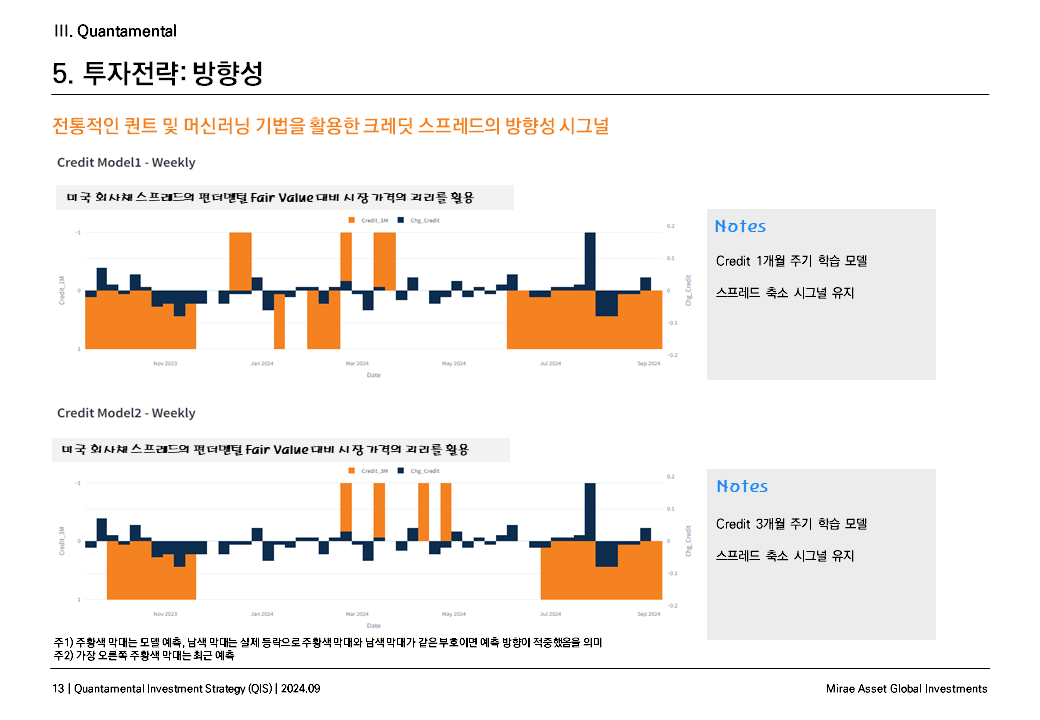 III. Quantamental
5. 투자전략: 방향성
전통적인 퀀트 및 머신러닝 기법을 활용한 크레딧 스프레드의 방향성 시그널
Credit Model1 - Weekly
미국 회사채 스프레드의 펀더멘털 Fair Value 대비 시장 가격의 괴리를 활용
Credit_1M Chg_Credit
−1
0
1
Credit_1M
0.2
0.1
0
−0.1
−0.2
Chg_Credit
Nov 2023 Jan 2024 Mar 2024 May 2024 Jul 2024 Sep 2024
Date
Notes
Credit 1개월 주기 학습 모델
스프레드 축소 시그널 유지
Credit Model2 - Weekly
미국 회사채 스프레드의 펀더멘털 Fair Value 대비 시장 가격의 괴리를 활용
Credit_3M Chg_Credit
−1
0
1
Credit_3M
0.2
0.1
0
−0.1
−0.2
Chg_Credit
Nov 2023 Jan 2024 Mar 2024 May 2024 Jul 2024 Sep 2024
Date
Notes
Credit 3개월 주기 학습 모델
스프레드 축소 시그널 유지
주1) 주황색 막대는 모델 예측, 남색 막대는 실제 등락으로 주황색 막대와 남색 막대가 같은 부호이면 예측 방향이 적중했음을 의미
주2) 가장 오른쪽 주황색 막대는 최근 예측
13 | Quantamental Investment Strategy (QIS) | 2024.09
Mirae Asset Global Investments